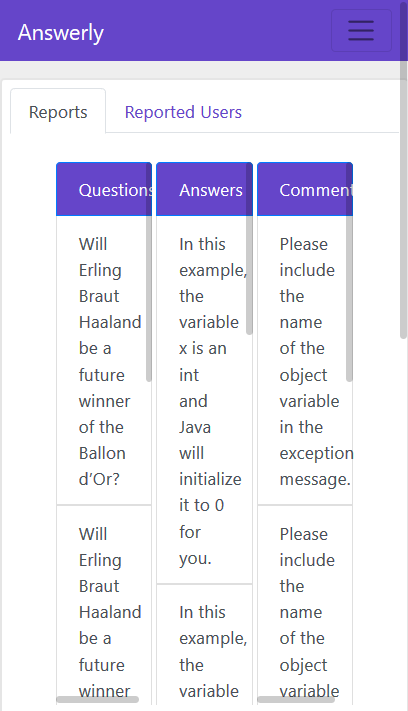 Answerly
Reports
Reported Users
Questions
Will
Erling
Braut
Haaland
be a
future
winner
of the
Ballon
d'Or?
Will
Erling
Braut
Haaland
be a
future
winner
Answers
In this
example,
the
variable
x is an
int
and
Java
will
initialize
it to 0
for
you.
In this
example,
the
variable
Comment
Please
include
the
name
of the
object
variable
in the
exception
message.
Please
include
the
name
of the
object
variable